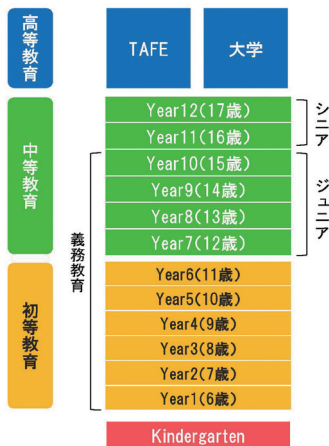 高等教育
TAFE
大学
中等教育
Year12(17歳)
Year11(16歳)
シニア
Year10(15歳)
Year9(14歳)
Year8(13歳)
Year7(12歳)
ジュニア
義務教育
初等教育
Year6(11歳)
Year5(10歳)
Year4(9歳)
Year3(8歳)
Year2(7歳)
Year1(6歳)
Kindergarten